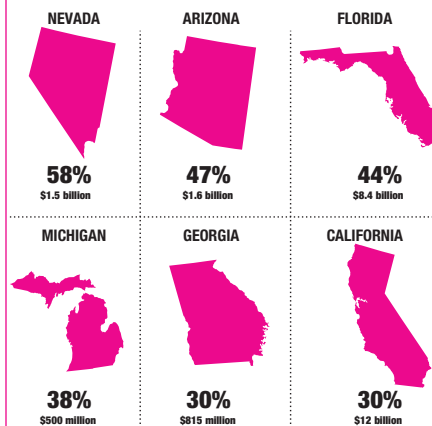 NEVADA
58%
$1.5 billion
ARIZONA
47%
$1.6 billion
FLORIDA
44%
$8.4 billion
MICHIGAN
38%
$500 million
GEORGIA
30%
$815 million
CALIFORNIA
30%
$12 billion